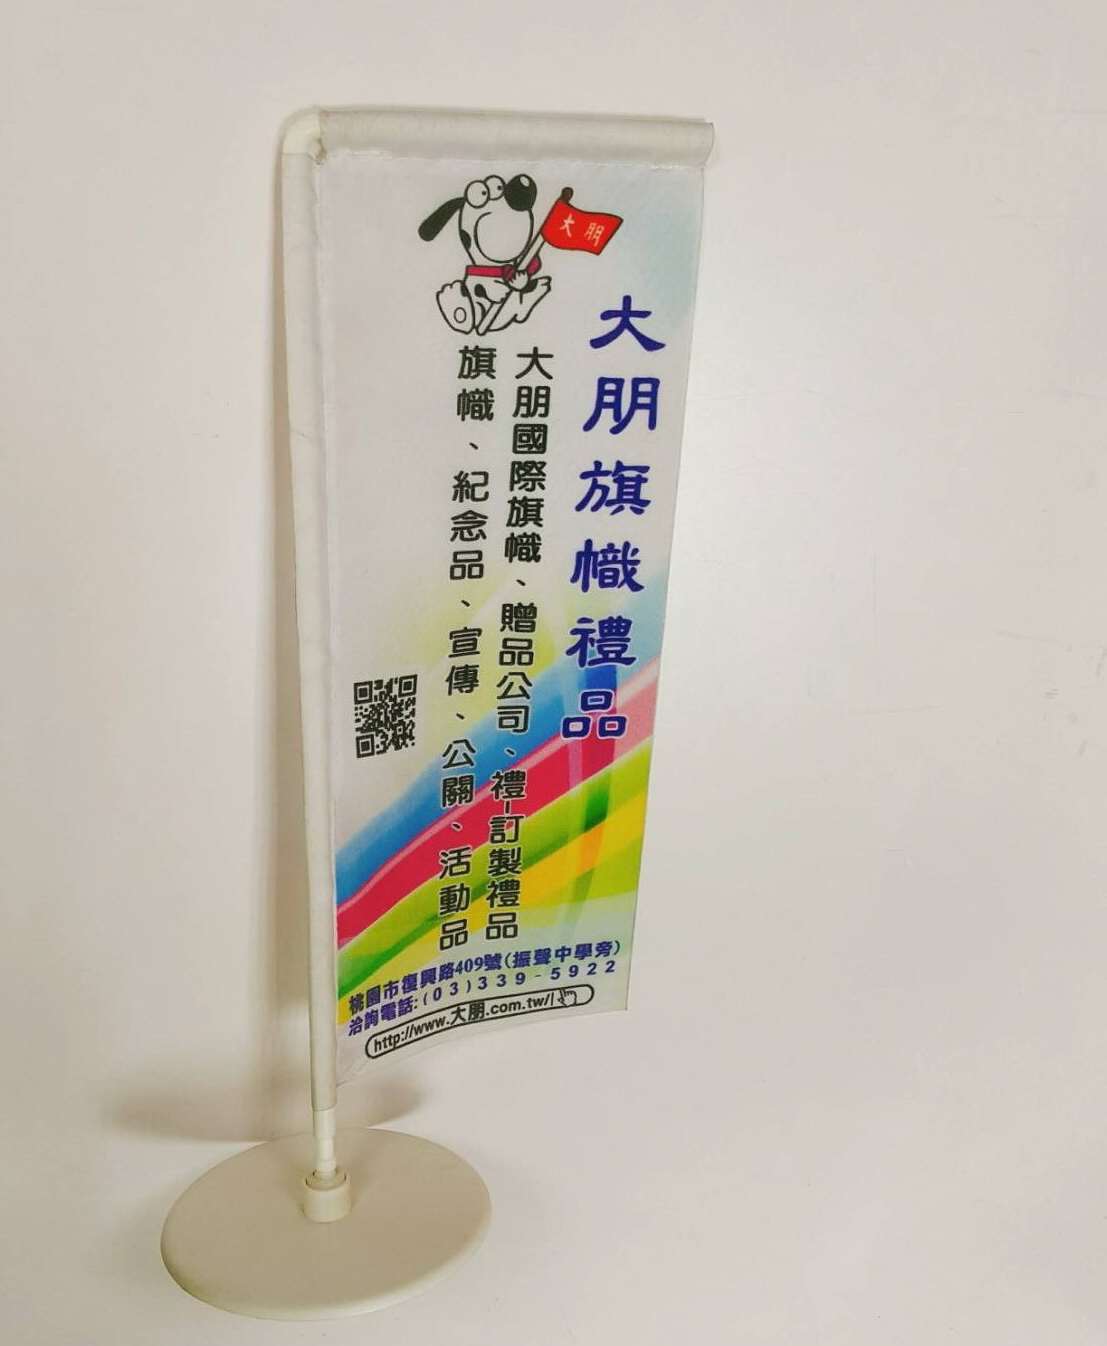 大朋
大朋旗幟禮品
大朋國際旗幟、贈品公司、禮-訂製禮品
旗幟、紀念品、宣傳、公關、活動品
桃園市復興路409號(振聲中學旁)
洽詢電話:(03)339-5922
http://www.大朋.com.tw/